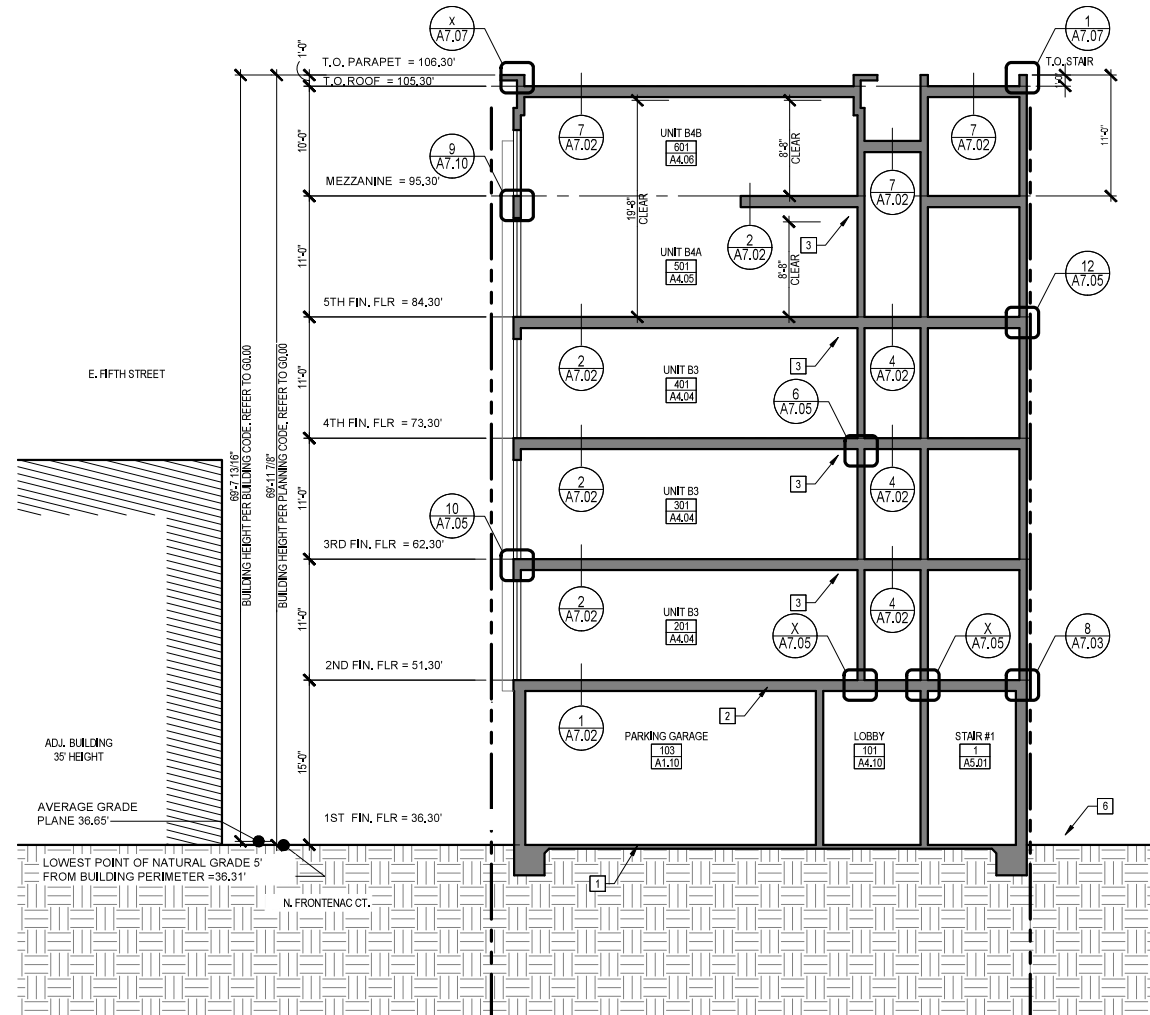 X
A7.07
1
A7.07
1'-0"
T.O. PARAPET = 106.30'
T.O. STAIR
T.O. ROOF = 105.30'
1'-0"
10'-0"
11'-0"
7
A7.02
UNIT B4B
601
A4.06
8'-8"
CLEAR
7
A7.02
9
A7.10
MEZZANINE = 95.30'
7
A7.02
19'-8"
CLEAR
2
A7.02
3
11'-0"
UNIT B4A
501
A4.05
8'-8"
CLEAR
12
A7.05
5TH FIN. FLR = 84.30'
E. FIFTH STREET
11'-0"
2
A7.02
UNIT B3
401
A4.04
3
4
A7.02
6
A7.05
4TH FIN. FLR = 73.30'
69'-7 13/16"
BUILDING HEIGHT PER BUILDING CODE. REFER TO G0.00
69'-11 7/8"
BUILDING HEIGHT PER PLANNING CODE. REFER TO G0.00
11'-0"
2
A7.02
UNIT B3
301
A4.04
3
4
A7.02
10
A7.05
3RD FIN. FLR = 62.30'
11'-0"
2
A7.02
UNIT B3
201
A4.04
3
4
A7.02
X
A7.05
X
A7.05
8
A7.03
2ND FIN. FLR = 51.30'
2
1
A7.02
ADJ. BUILDING
35' HEIGHT
15'-0"
PARKING GARAGE
103
A1.10
LOBBY
101
A4.10
STAIR #1
1
A5.01
AVERAGE GRADE
PLANE 36.65'
1ST FIN. FLR = 36.30'
6
LOWEST POINT OF NATURAL GRADE 5'
FROM BUILDING PERIMETER =36.31'
1
N. FRONTENAC CT.